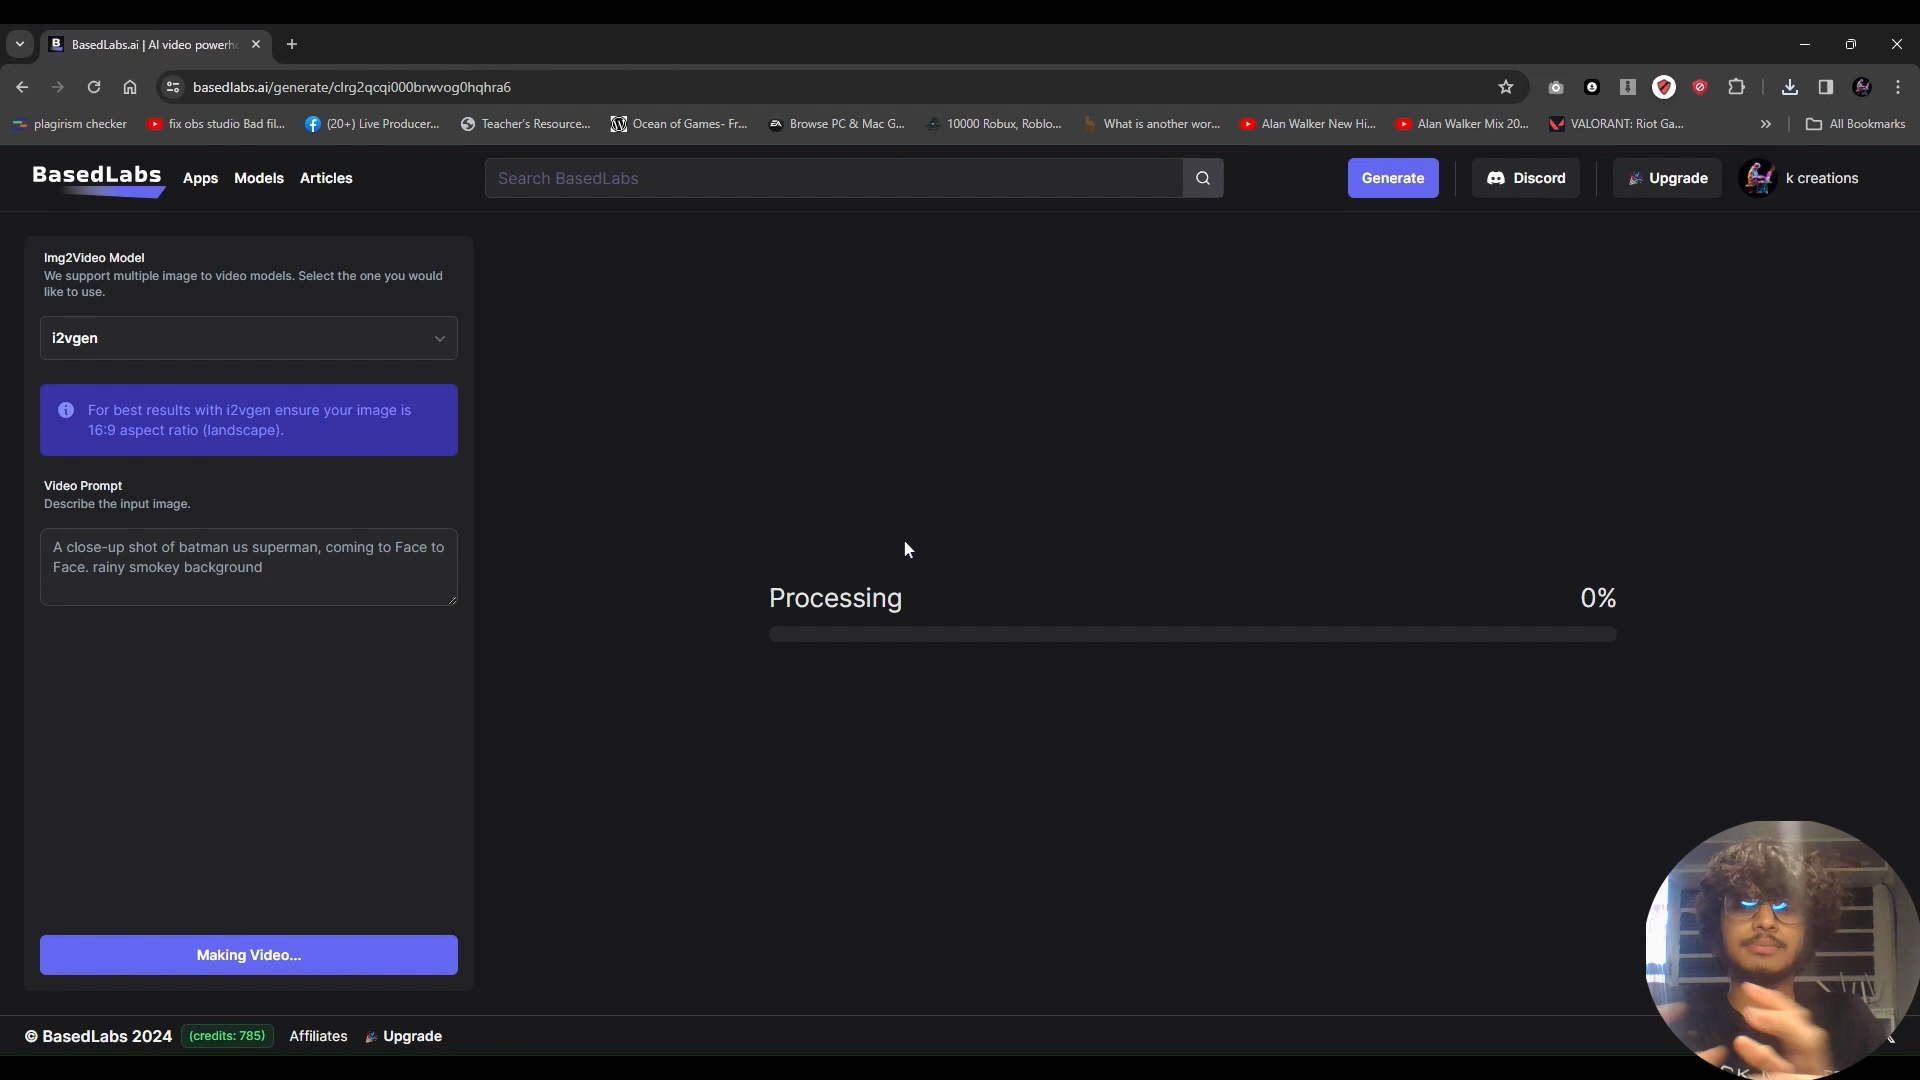 BasedLabs.ai | AI video powerh
basedlabs.ai/generate/clrg2qcqi000brwvog0hqhra6
plagirism checker
fix obs studio Bad fil...
(20+) Live Producer...
Teacher's Resource...
Ocean of Games- Fr...
Browse PC & Mac G...
10000 Robux, Roblo...
What is another wor...
Alan Walker New Hi...
Alan Walker Mix 20...
VALORANT: Riot Ga...
All Bookmarks
BasedLabs
Apps
Models
Articles
Search BasedLabs
Generate
Discord
Upgrade
k creations
Img2Video Model
We support multiple image to video models. Select the one you would
like to use.
i2vgen
For best results with i2vgen ensure your image is
16:9 aspect ratio (landscape).
Video Prompt
Describe the input image.
A close-up shot of batman us superman, coming to Face to
Face. rainy smokey background
Processing
0%
Making Video...
© BasedLabs 2024
(credits: 785)
Affiliates
Upgrade